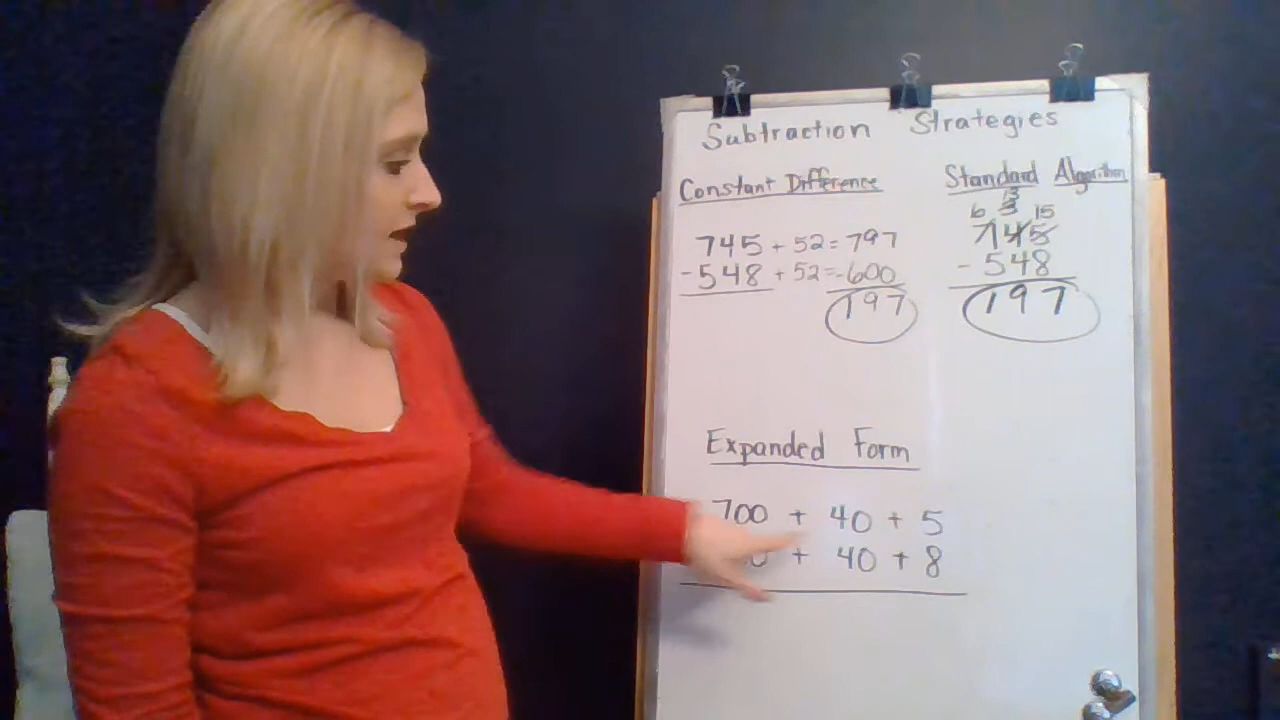 Subtraction Strategies
Constant Difference
745 + 52 = 797
- 548 + 52 = -600
197
Standard Algorithm
13
6 3 15
745
- 548
197
Expanded Form
700 + 40 + 5
+ 40 + 8